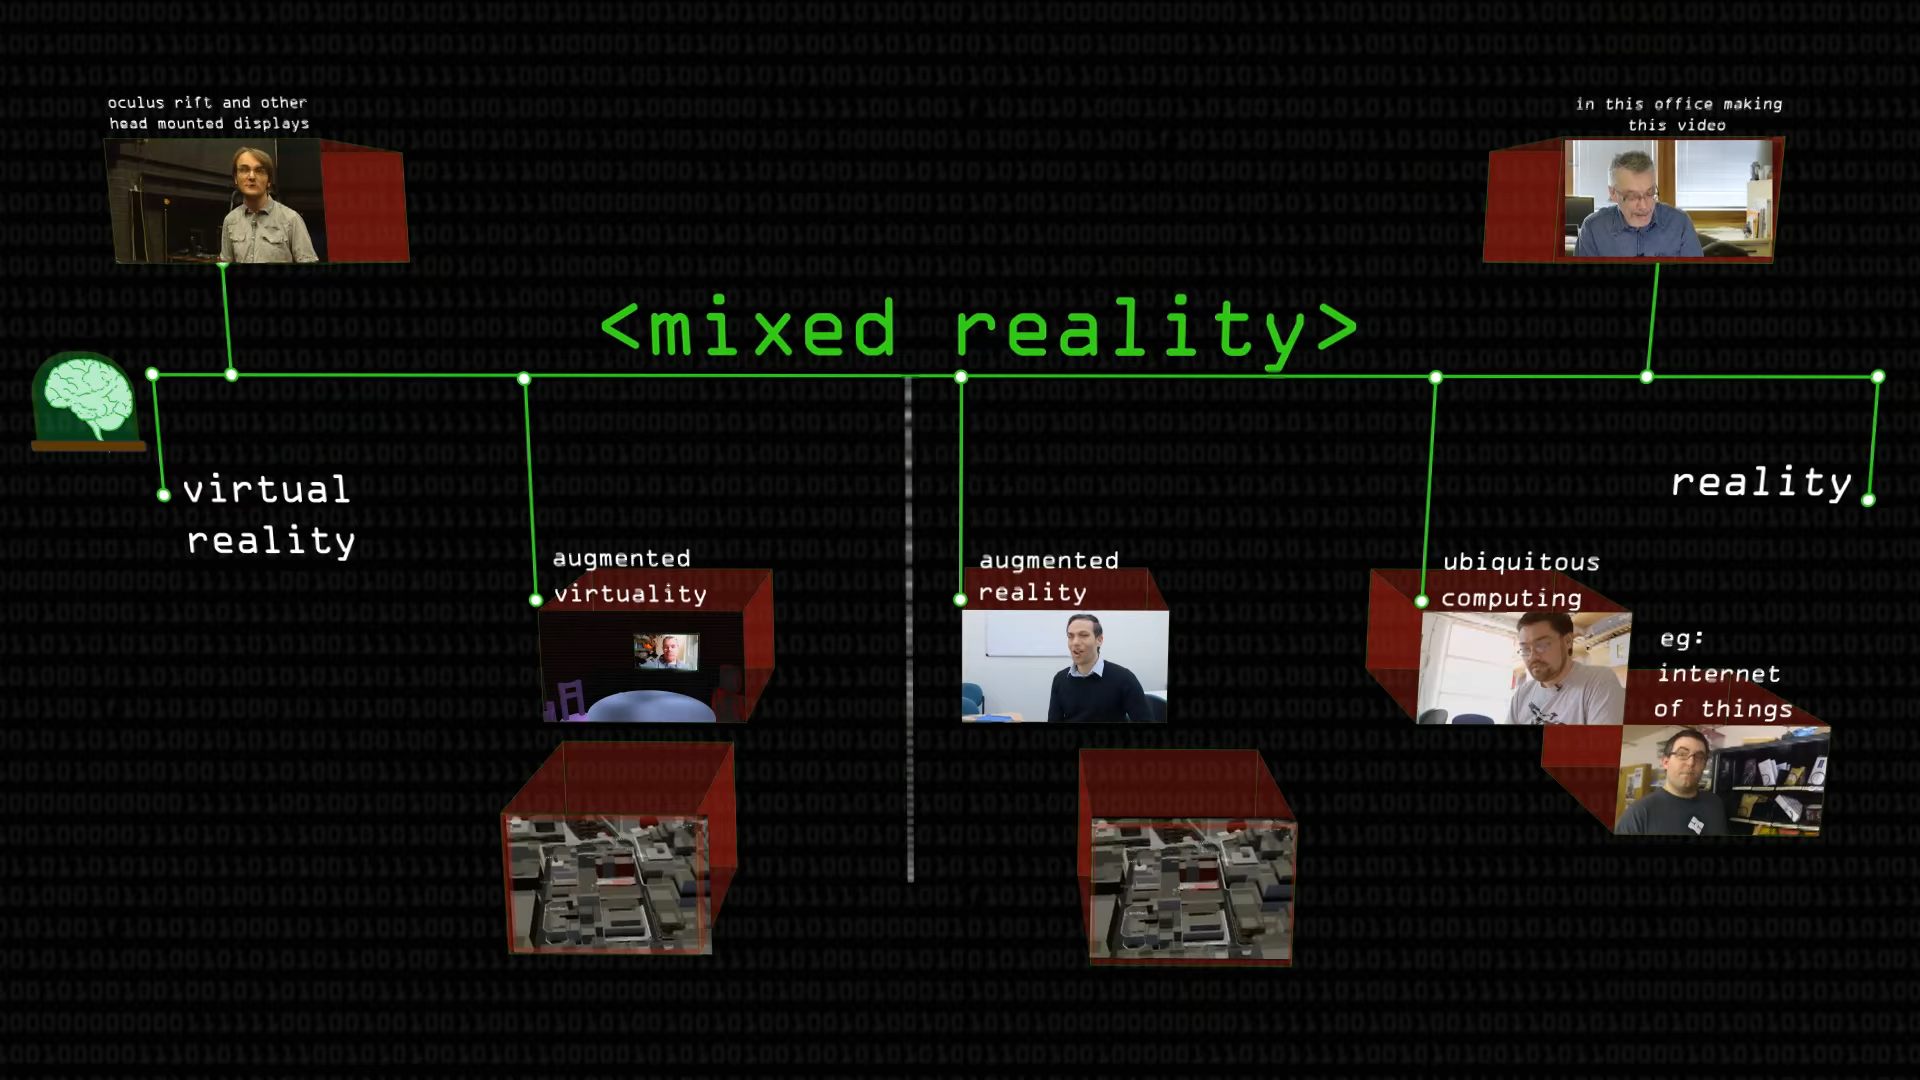 oculus rift and other
head mounted displays
in this office making
this video
<mixed reality>
virtual
reality
reality
augmented
virtuality
augmented
reality
ubiquitous
computing
eg:
internet
of things